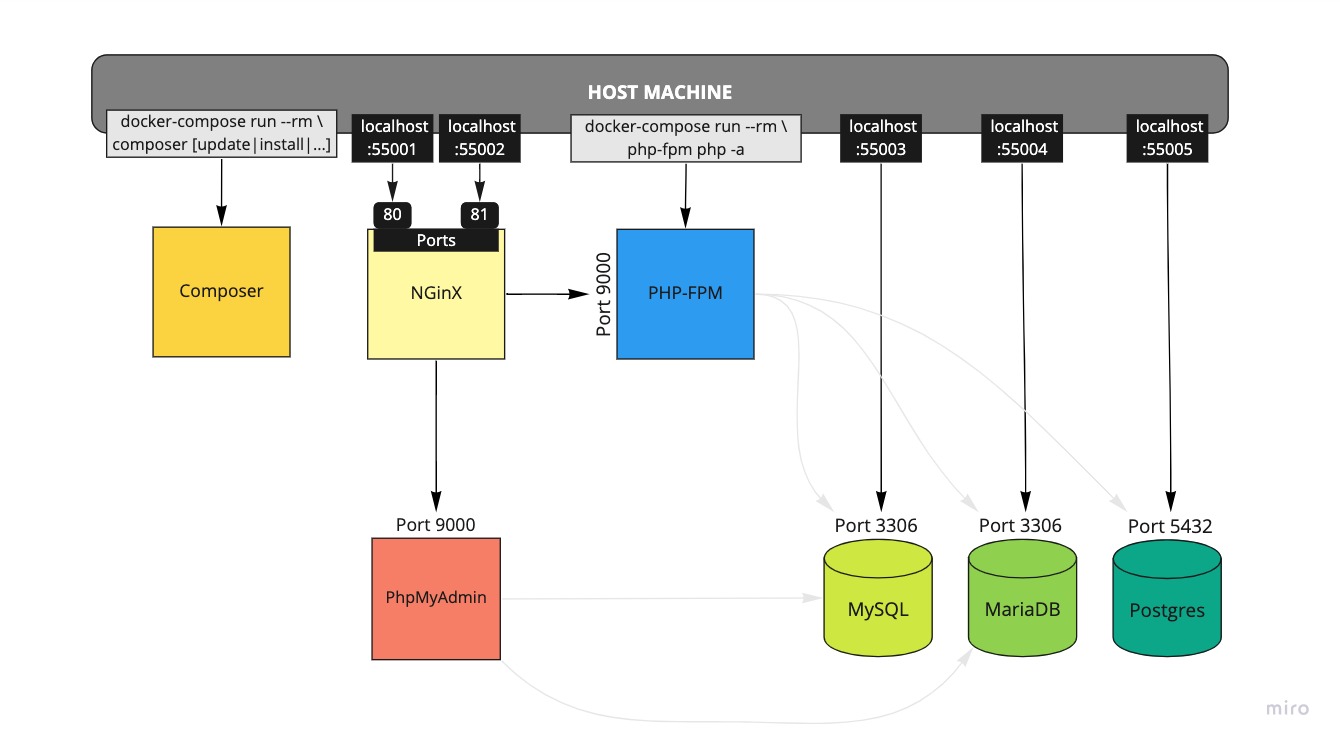 HOST MACHINE
docker-compose run --rm \
composer [update|install|...]
localhost
:55001
localhost
:55002
docker-compose run --rm \
php-fpm php -a
localhost
:55003
localhost
:55004
localhost
:55005
80
81
Ports
Composer
NGinX
Port 9000
PHP-FPM
Port 9000
PhpMyAdmin
Port 3306
MySQL
Port 3306
MariaDB
Port 5432
Postgres
miro